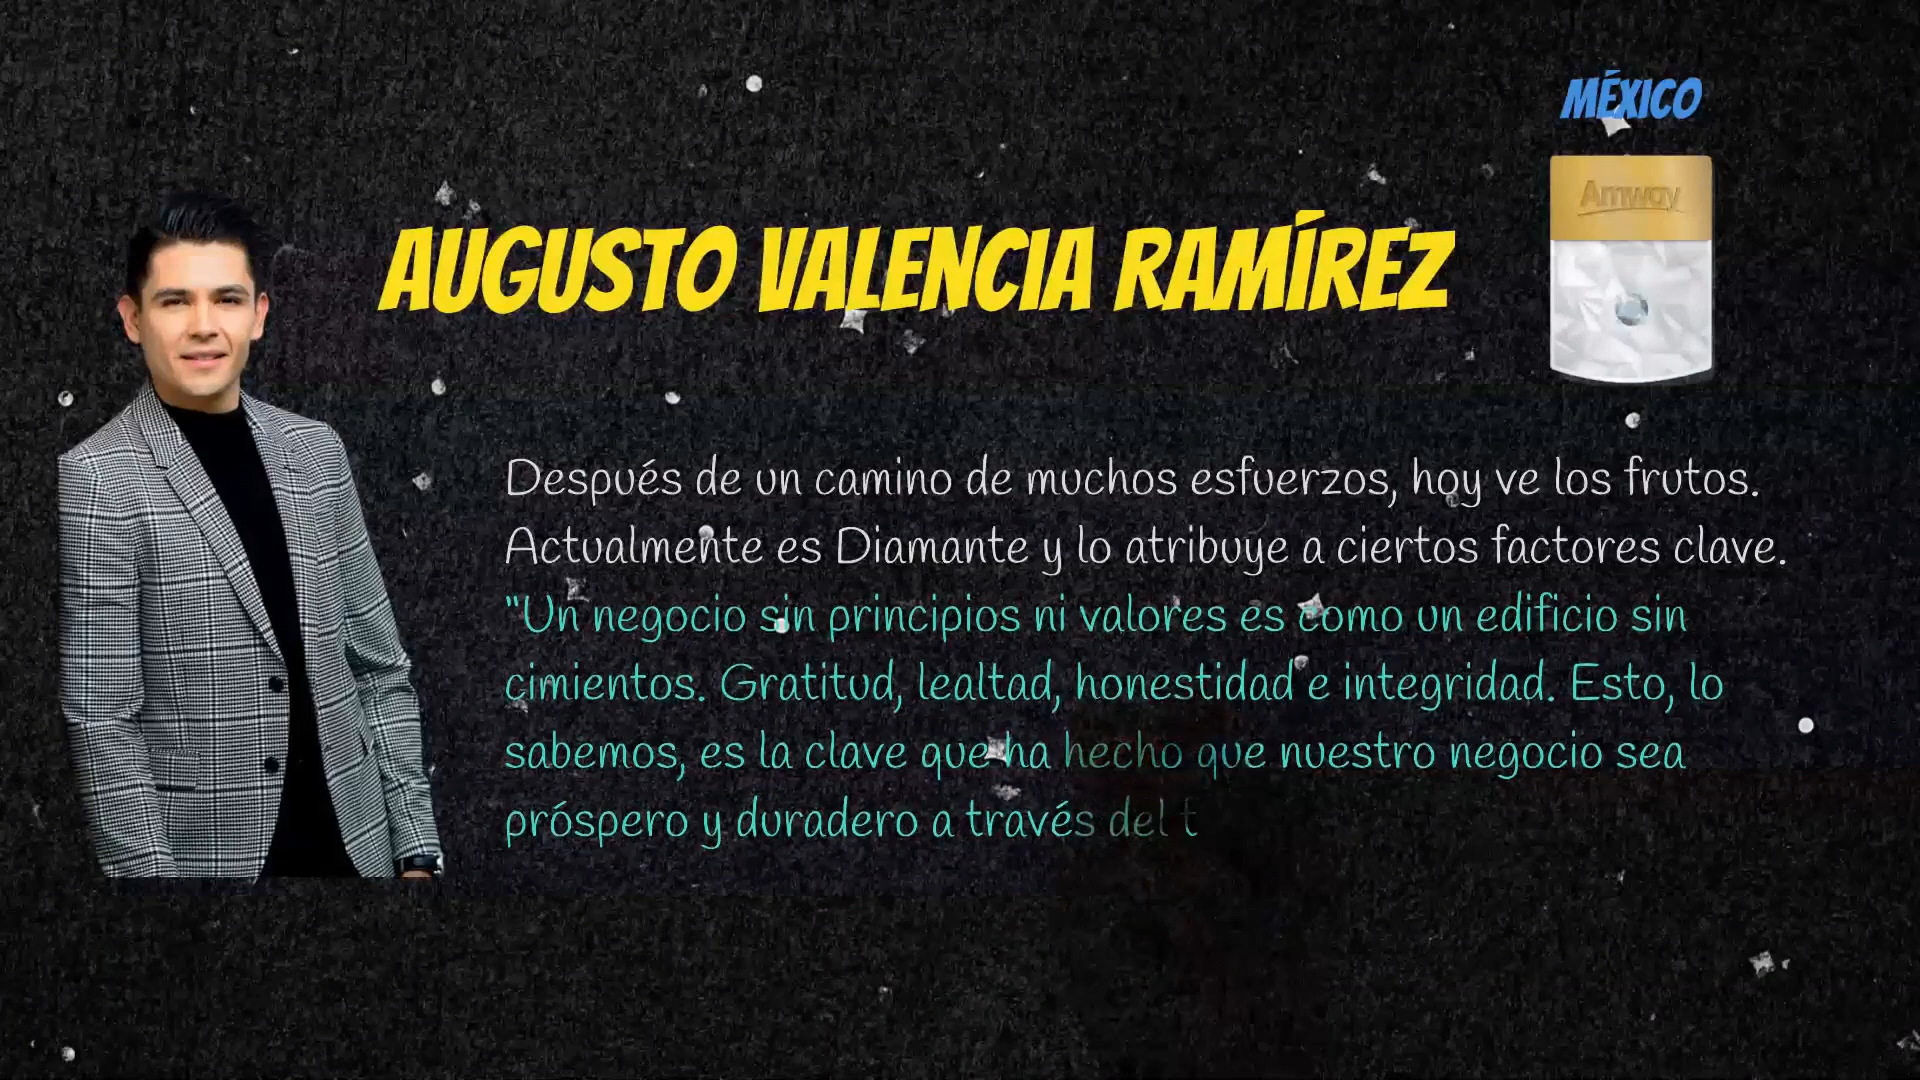 MÉXICO
Amway
AUGUSTO VALENCIA RAMÍREZ
Después de un camino de muchos esfuerzos, hoy ve los frutos.
Actualmente es Diamante y lo atribuye a ciertos factores clave.
"Un negocio sin principios ni valores es como un edificio sin
cimientos. Gratitud, lealtad, honestidad e integridad. Esto, lo
sabemos, es la clave que ha hecho que nuestro negocio sea
próspero y duradero a través del t